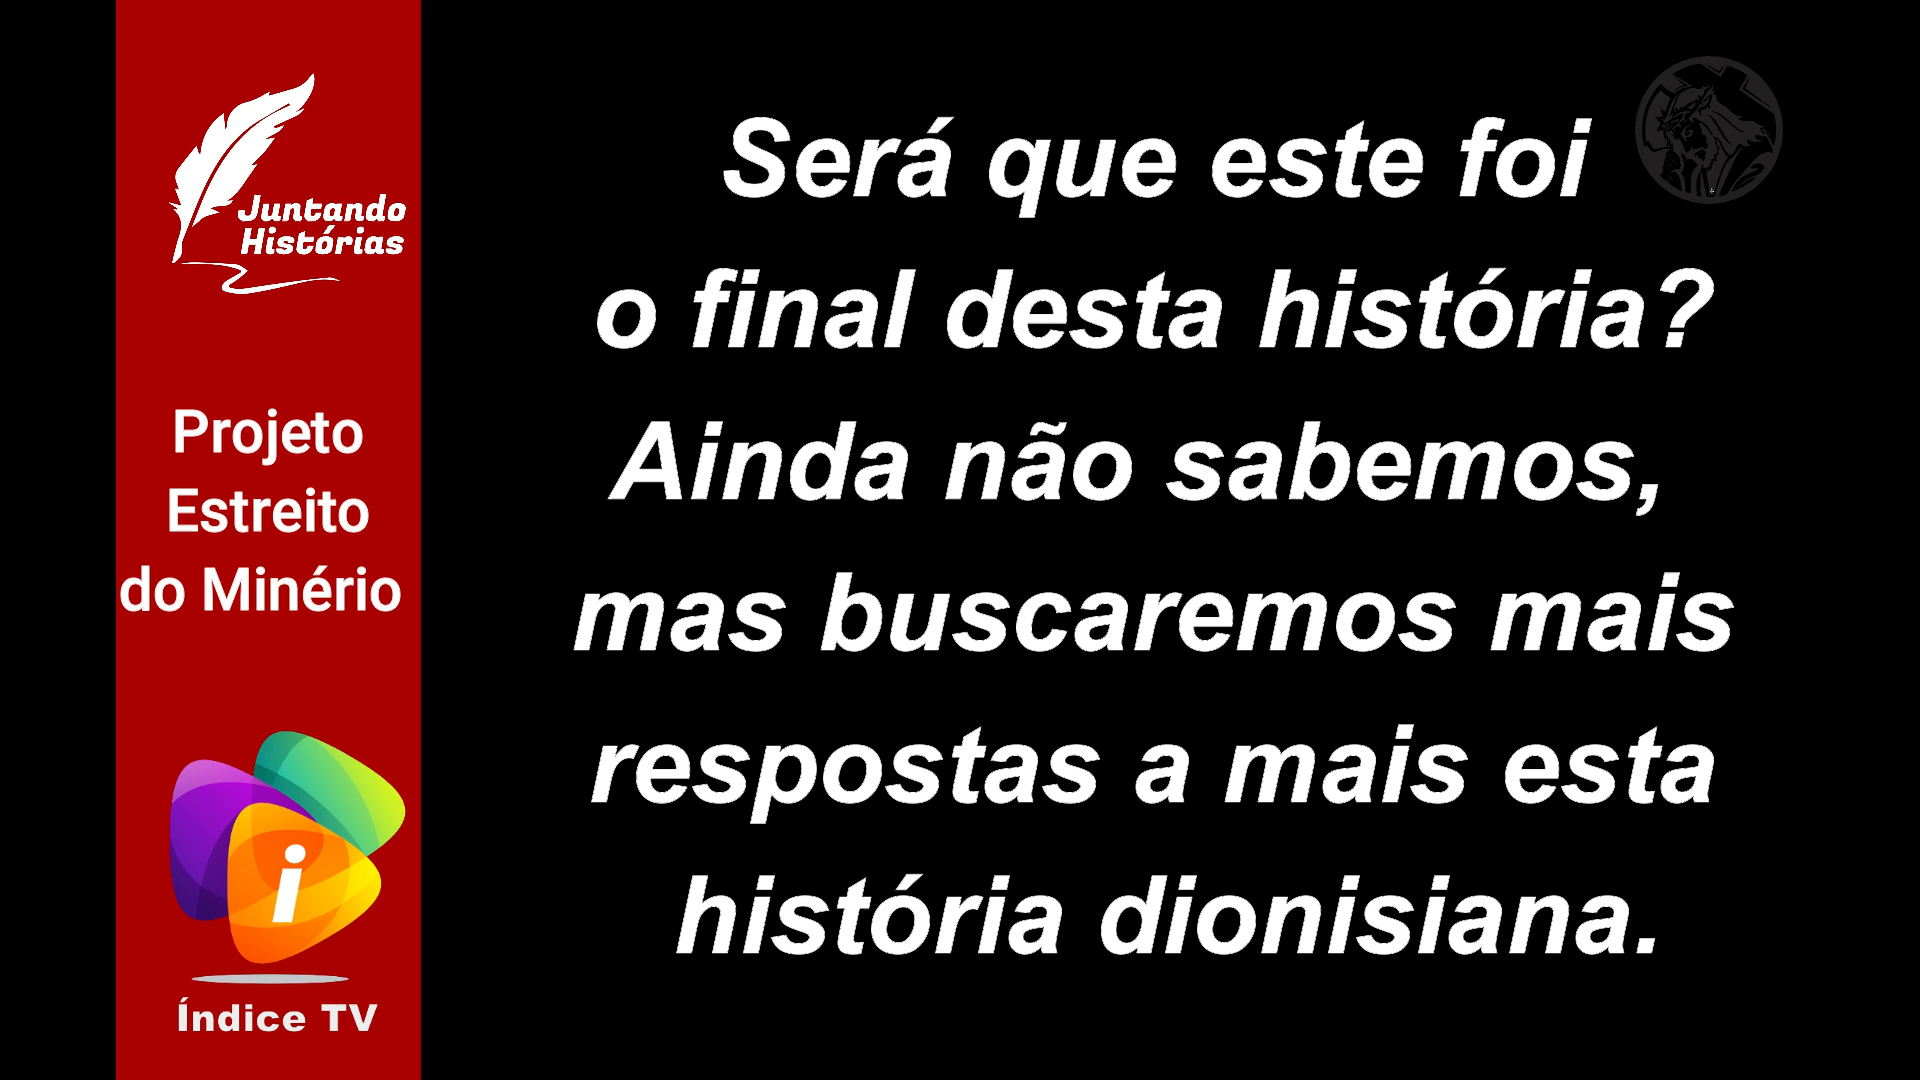 Juntando
Histórias
Projeto
Estreito
do Minério
i
Índice TV
Será que este foi
o final desta história?
Ainda não sabemos,
mas buscaremos mais
respostas a mais esta
história dionisiana.